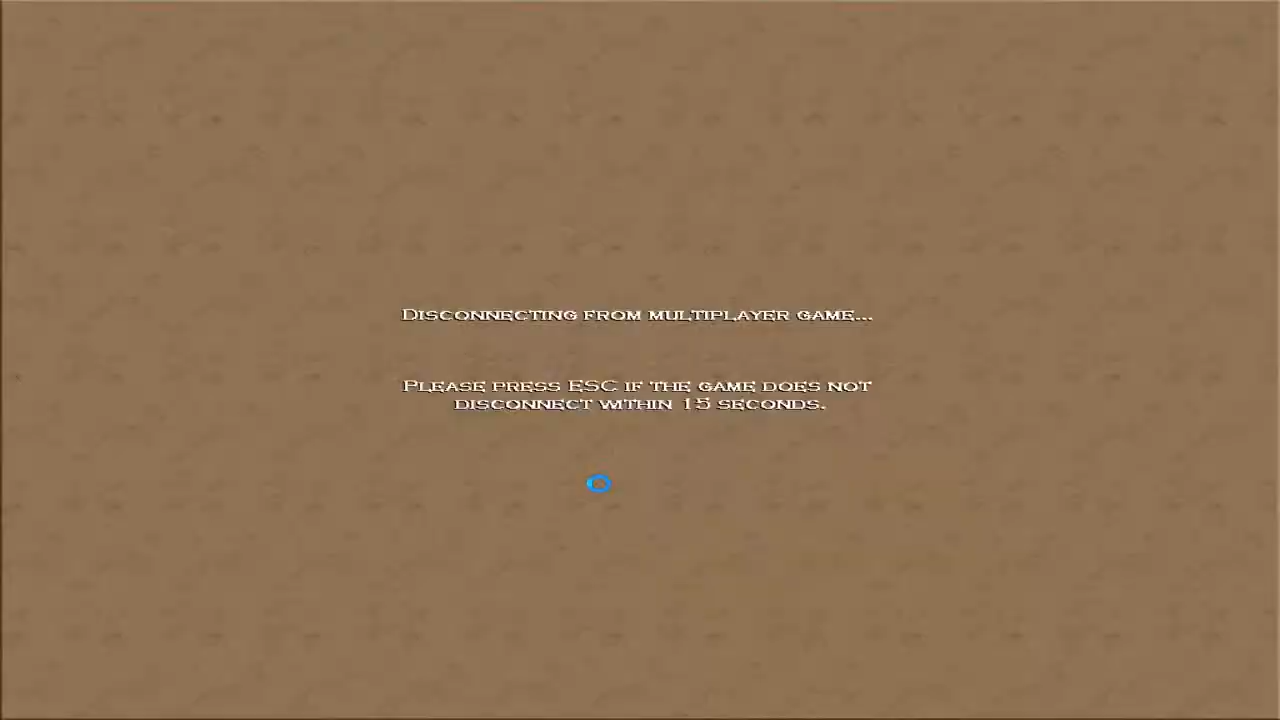 Disconnecting from multiplayer game...
Please press ESC if the game does not
disconnect within 15 seconds.